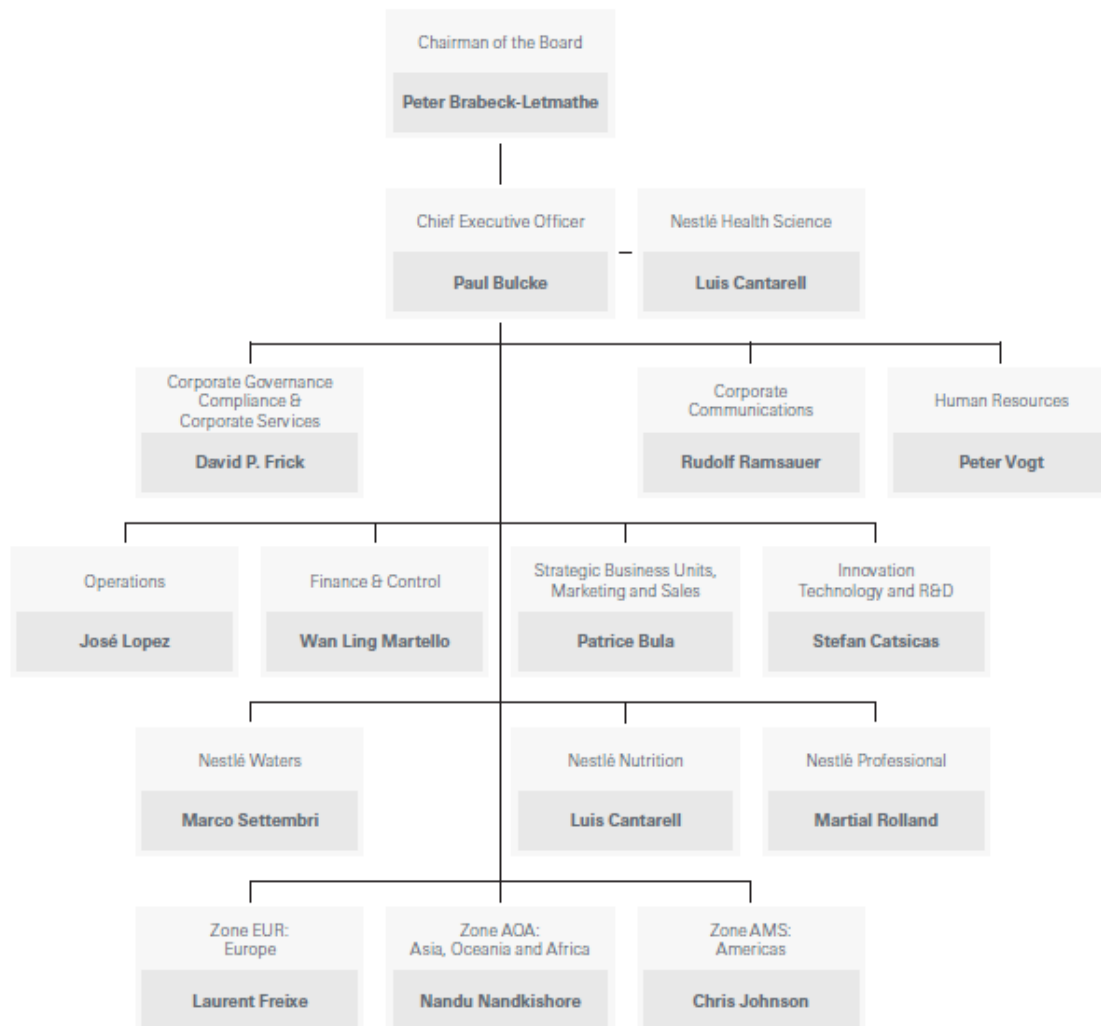 Chairman of the Board
Peter Brabeck-Letmathe
Chief Executive Officer
Paul Bulcke
Nestlé Health Science
Luis Cantarell
Corporate Governance
Compliance &
Corporate Services
David P. Frick
Corporate
Communications
Rudolf Ramsauer
Human Resources
Peter Vogt
Operations
José Lopez
Finance & Control
Wan Ling Martello
Strategic Business Units,
Marketing and Sales
Patrice Bula
Innovation
Technology and R&D
Stefan Catsicas
Nestlé Waters
Marco Settembri
Nestlé Nutrition
Luis Cantarell
Nestlé Professional
Martial Rolland
Zone EUR:
Europe
Laurent Freixe
Zone AOA:
Asia, Oceania and Africa
Nandu Nandkishore
Zone AMS:
Americas
Chris Johnson